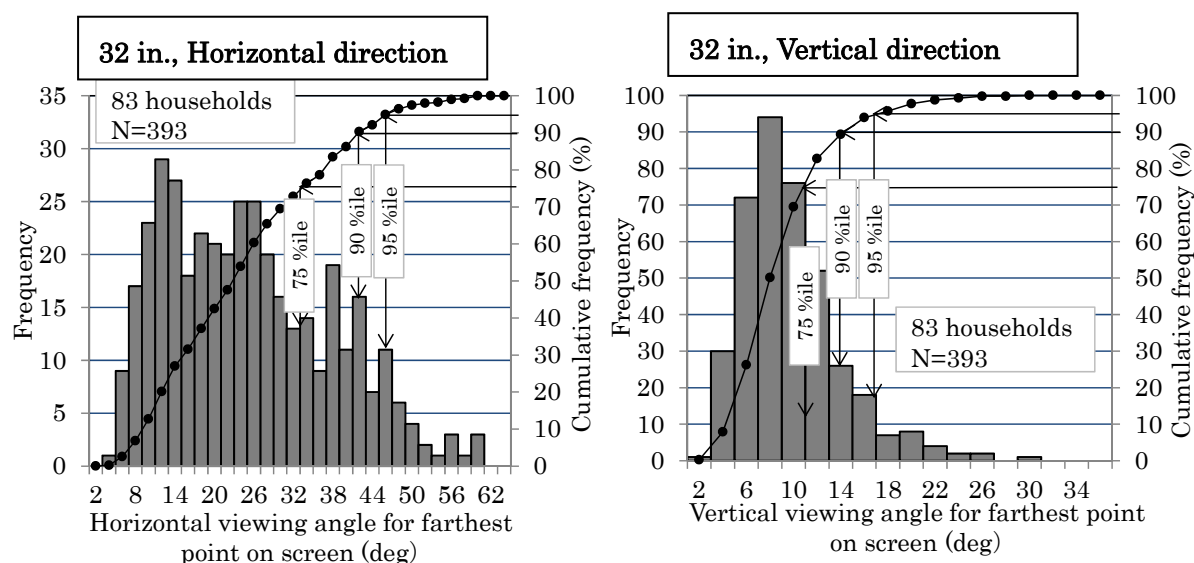 32 in., Horizontal direction
83 households
N=393
35
30
25
20
15
10
5
0
Frequency
100
90
80
70
60
50
40
30
20
10
0
Cumulative frequency (%)
75 %ile
90 %ile
95 %ile
2 8 14 20 26 32 38 44 50 56 62
Horizontal viewing angle for farthest
point on screen (deg)
32 in., Vertical direction
100
90
80
70
60
50
40
30
20
10
0
Frequency
100
90
80
70
60
50
40
30
20
10
0
Cumulative frequency (%)
75 %ile
90 %ile
95 %ile
83 households
N=393
2 6 10 14 18 22 26 30 34
Vertical viewing angle for farthest point
on screen (deg)